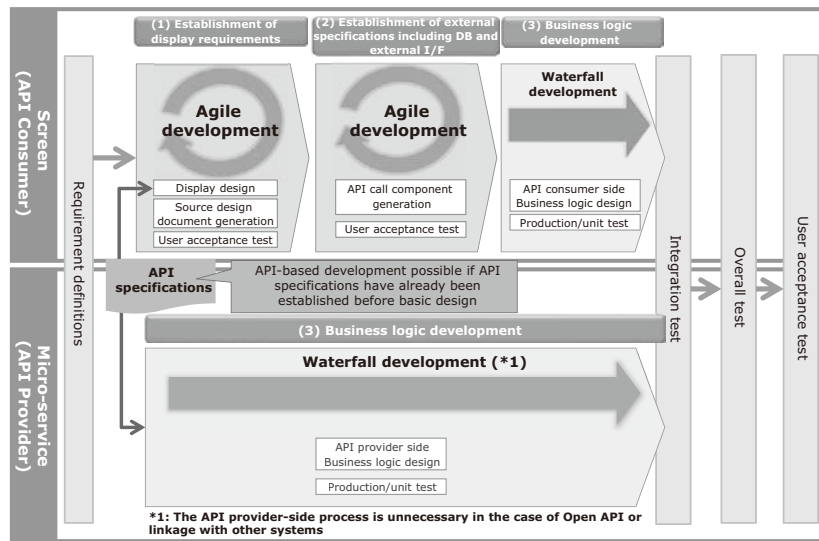 (1) Establishment of
display requirements
(2) Establishment of external
specifications including DB and
external I/F
(3) Business logic
development
Screen
(API Consumer)
Requirement definitions
Agile
development
Display design
Source design
document generation
User acceptance test
Agile
development
API call component
generation
User acceptance test
Waterfall
development
API consumer side
Business logic design
Production/unit test
Integration test
Overall test
User acceptance test
API
specifications
API-based development possible if API
specifications have already been
established before basic design
Micro-service
(API Provider)
(3) Business logic development
Waterfall development (*1)
API provider side
Business logic design
Production/unit test
*1: The API provider-side process is unnecessary in the case of Open API or
linkage with other systems